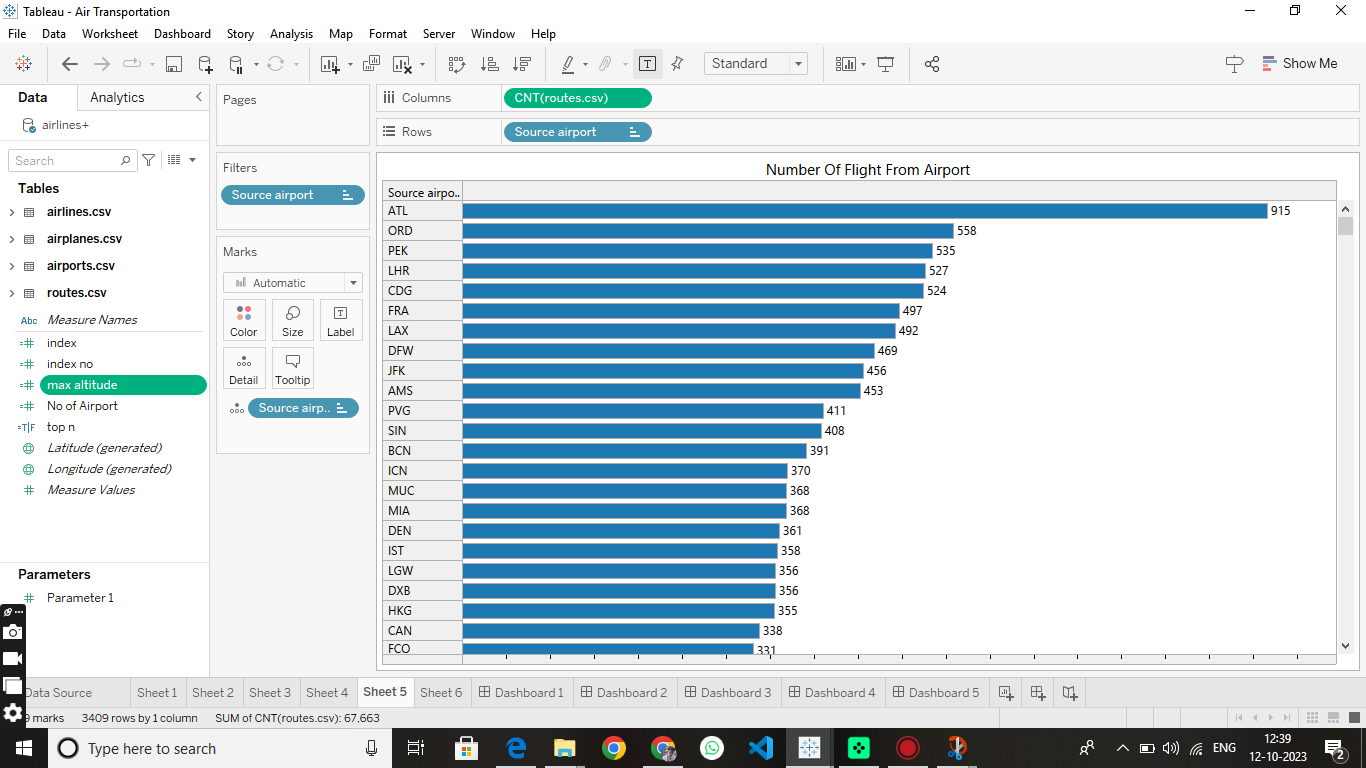 Tableau - Air Transportation
File Data Worksheet Dashboard Story Analysis Map Format Server Window Help
Standard
Show Me
Data Analytics
airlines+
Search
Tables
airlines.csv
airplanes.csv
airports.csv
routes.csv
Abc Measure Names
index
index no
max altitude
No of Airport
T|F top n
Latitude (generated)
Longitude (generated)
Measure Values
Parameters
Parameter 1
Pages
Filters
Source airport
Marks
Automatic
Color Size Label
Detail Tooltip
Source airp..
Columns CNT(routes.csv)
Rows Source airport
Number Of Flight From Airport
Source airpo..
ATL 915
ORD 558
PEK 535
LHR 527
CDG 524
FRA 497
LAX 492
DFW 469
JFK 456
AMS 453
PVG 411
SIN 408
BCN 391
ICN 370
MUC 368
MIA 368
DEN 361
IST 358
LGW 356
DXB 356
HKG 355
CAN 338
FCO 331
Data Source Sheet 1 Sheet 2 Sheet 3 Sheet 4 Sheet 5 Sheet 6 Dashboard 1 Dashboard 2 Dashboard 3 Dashboard 4 Dashboard 5
9 marks 3409 rows by 1 column SUM of CNT(routes.csv): 67,663
Type here to search
ENG
12:39
12-10-2023
2